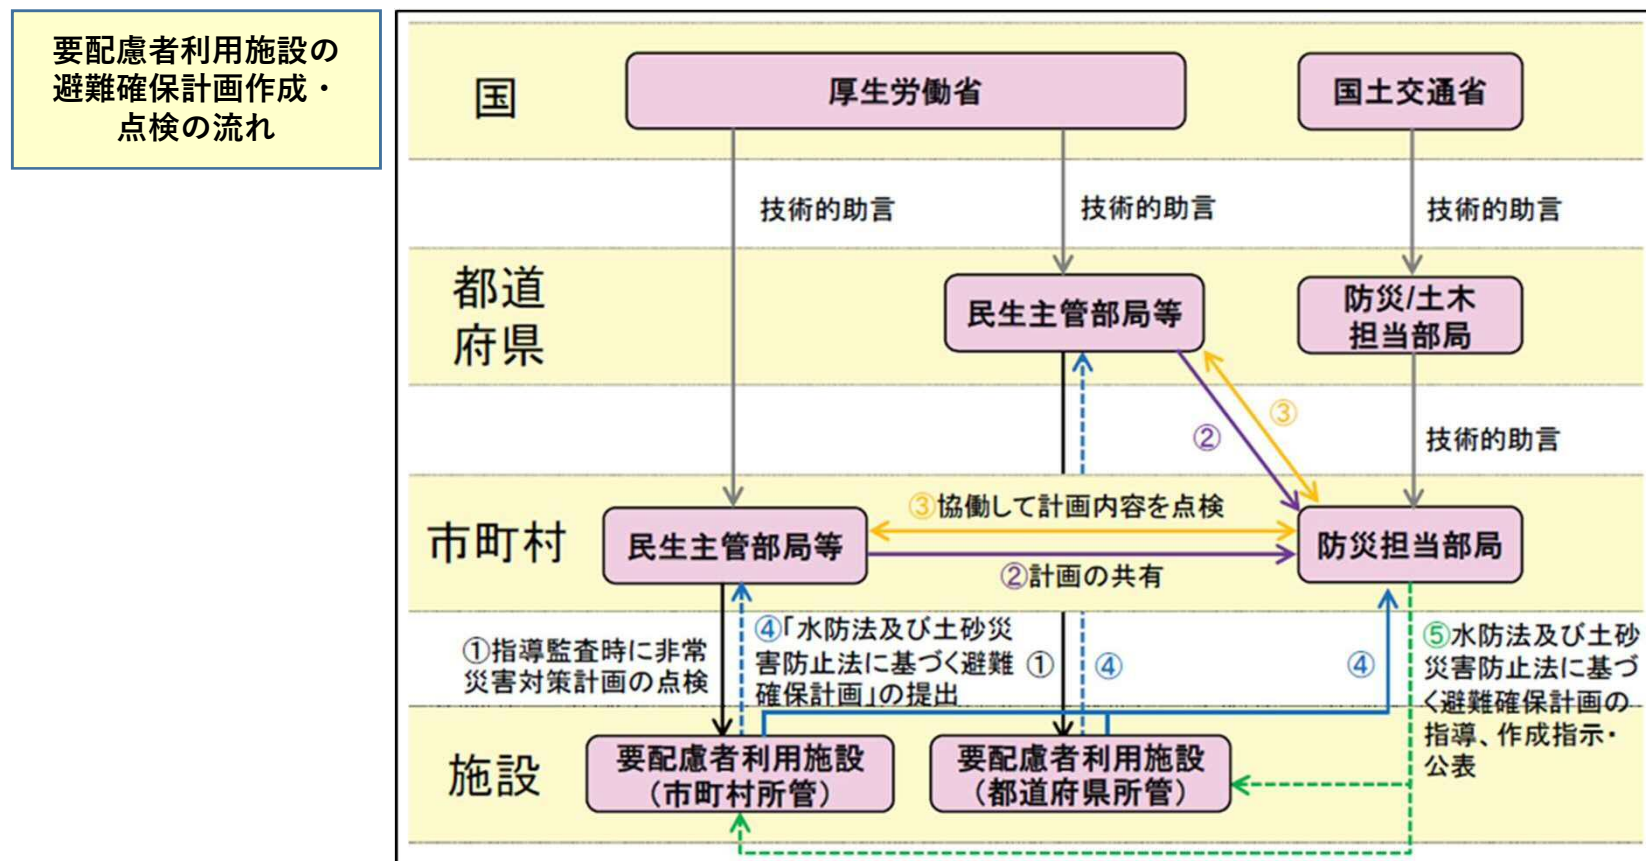 要配慮者利用施設の
避難確保計画作成・
点検の流れ
国
厚生労働省
国土交通省
技術的助言
技術的助言
技術的助言
都道
府県
民生主管部局等
防災/土木
担当部局
③
②
技術的助言
市町村
民生主管部局等
③協働して計画内容を点検
②計画の共有
防災担当部局
①指導監査時に非常
災害対策計画の点検
④「水防法及び土砂災
害防止法に基づく避難
確保計画」の提出
①
④
④
⑤水防法及び土砂
災害防止法に基づ
く避難確保計画の
指導、作成指示・
公表
施設
要配慮者利用施設
（市町村所管）
要配慮者利用施設
（都道府県所管）